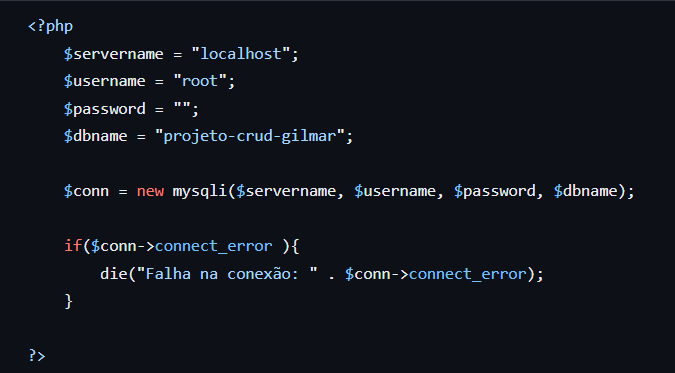 <?php
$servername = "localhost";
$username = "root";
$password = "";
$dbname = "projeto-crud-gilmar";
$conn = new mysqli($servername, $username, $password, $dbname);
if($conn->connect_error ){
die("Falha na conexão: " . $conn->connect_error);
}
?>